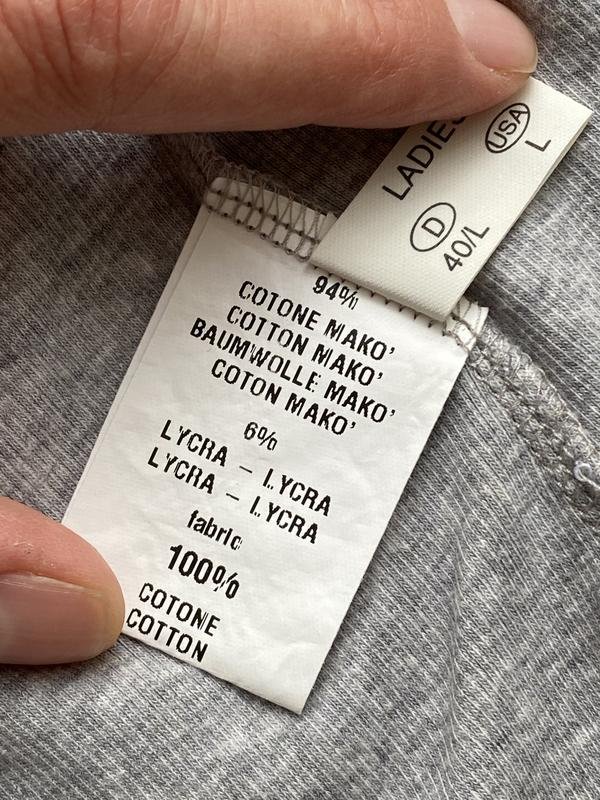 LADIES
USA
L
D
40/L
94%
COTONE MAKO'
COTTON MAKO'
BAUMWOLLE MAKO'
COTON MAKO'
6%
LYCRA – LYCRA
LYCRA – LYCRA
fabric
100%
COTONE
COTTON